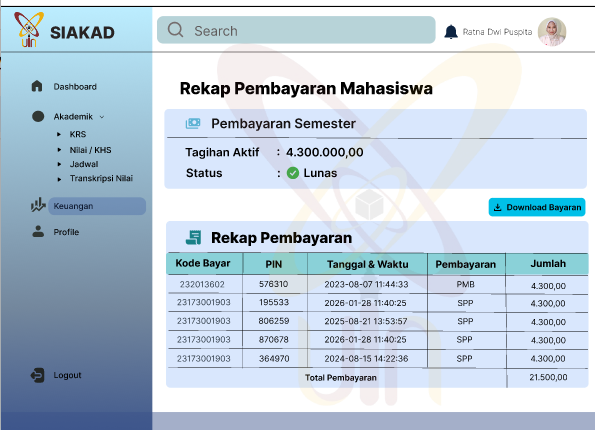 UIN
SIAKAD
Search
Ratna Dwi Puspita
Dashboard
Akademik
KRS
Nilai / KHS
Jadwal
Transkripsi Nilai
Keuangan
Profile
Logout
Rekap Pembayaran Mahasiswa
Pembayaran Semester
Tagihan Aktif : 4.300.000,00
Status : Lunas
Download Bayaran
Rekap Pembayaran
Kode Bayar PIN Tanggal & Waktu Pembayaran Jumlah
232013602 576310 2023-08-07 11:44:33 PMB 4.300,00
23173001903 195533 2026-01-28 11:40:25 SPP 4.300,00
23173001903 806259 2025-08-21 13:53:57 SPP 4.300,00
23173001903 870678 2026-01-28 11:40:25 SPP 4.300,00
23173001903 364970 2024-08-15 14:22:36 SPP 4.300,00
Total Pembayaran 21.500,00
uin